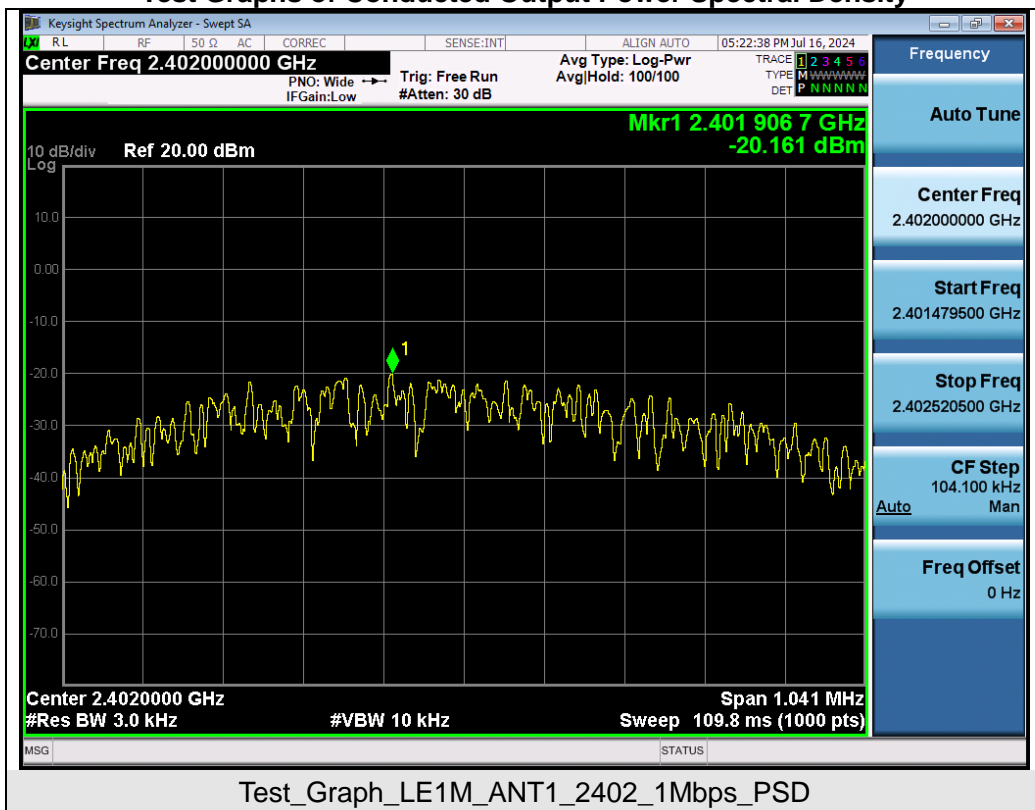 Test Graphs of Conducted Output Power Spectral Density
Keysight Spectrum Analyzer - Swept SA
LXI RL RF 50 Ω AC CORREC SENSE:INT ALIGN AUTO 05:22:38 PM Jul 16, 2024
Center Freq 2.402000000 GHz
PNO: Wide
IFGain:Low
Trig: Free Run
#Atten: 30 dB
Avg Type: Log-Pwr
Avg|Hold: 100/100
TRACE 1 2 3 4 5 6
TYPE M WWWWW
DET P N N N N N
Mkr1 2.401 906 7 GHz
-20.161 dBm
10 dB/div Ref 20.00 dBm
Log
10.0
0.00
-10.0
-20.0
-30.0
-40.0
-50.0
-60.0
-70.0
1
Center 2.4020000 GHz Span 1.041 MHz
#Res BW 3.0 kHz #VBW 10 kHz Sweep 109.8 ms (1000 pts)
MSG STATUS
Frequency
Auto Tune
Center Freq
2.402000000 GHz
Start Freq
2.401479500 GHz
Stop Freq
2.402520500 GHz
CF Step
104.100 kHz
Auto Man
Freq Offset
0 Hz
Test_Graph_LE1M_ANT1_2402_1Mbps_PSD